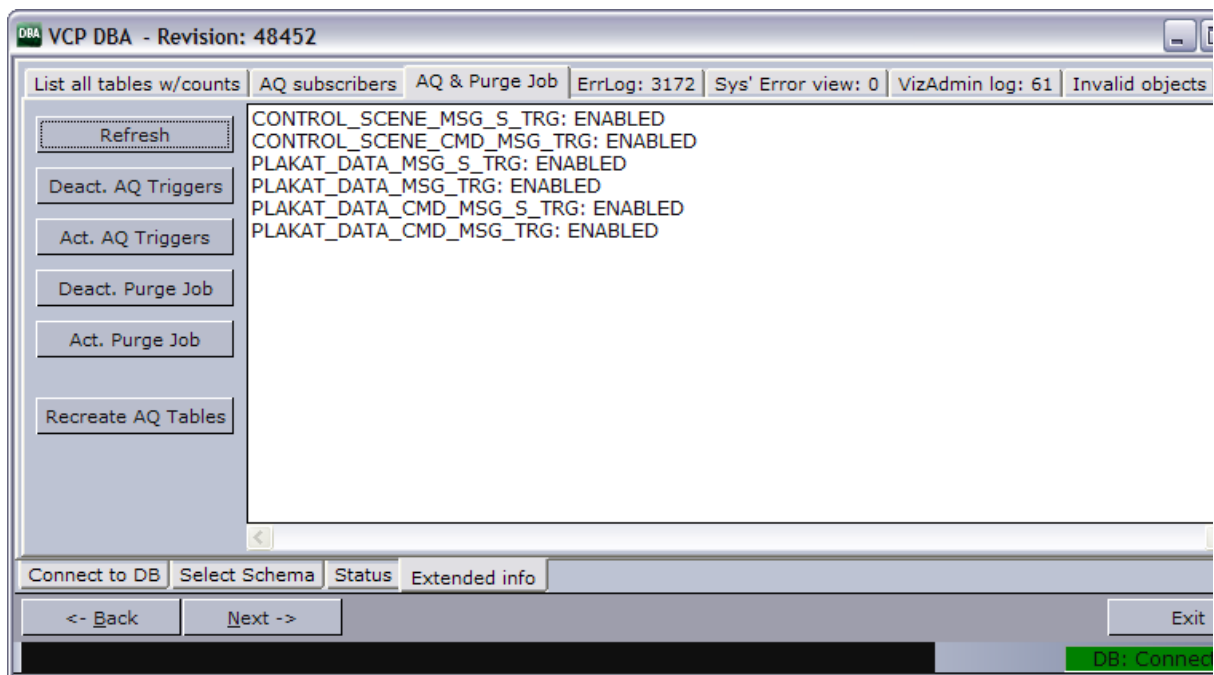 DBA VCP DBA - Revision: 48452
List all tables w/counts AQ subscribers AQ & Purge Job ErrLog: 3172 Sys' Error view: 0 VizAdmin log: 61 Invalid objects
Refresh
Deact. AQ Triggers
Act. AQ Triggers
Deact. Purge Job
Act. Purge Job
Recreate AQ Tables
CONTROL_SCENE_MSG_S_TRG: ENABLED
CONTROL_SCENE_CMD_MSG_TRG: ENABLED
PLAKAT_DATA_MSG_S_TRG: ENABLED
PLAKAT_DATA_MSG_TRG: ENABLED
PLAKAT_DATA_CMD_MSG_S_TRG: ENABLED
PLAKAT_DATA_CMD_MSG_TRG: ENABLED
Connect to DB Select Schema Status Extended info
<- Back Next -> Exit
DB: Connect